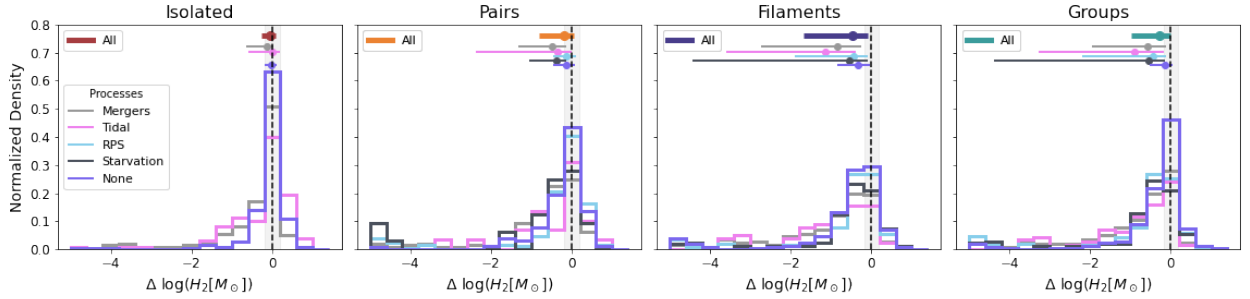 Isolated
Pairs
Filaments
Groups
All
All
All
All
Normalized Density
0.8
0.7
0.6
0.5
0.4
0.3
0.2
0.1
0.0
Processes
Mergers
Tidal
RPS
Starvation
None
−4 −2 0
−4 −2 0
−4 −2 0
−4 −2 0
Δ log(H₂[M⊙])
Δ log(H₂[M⊙])
Δ log(H₂[M⊙])
Δ log(H₂[M⊙])